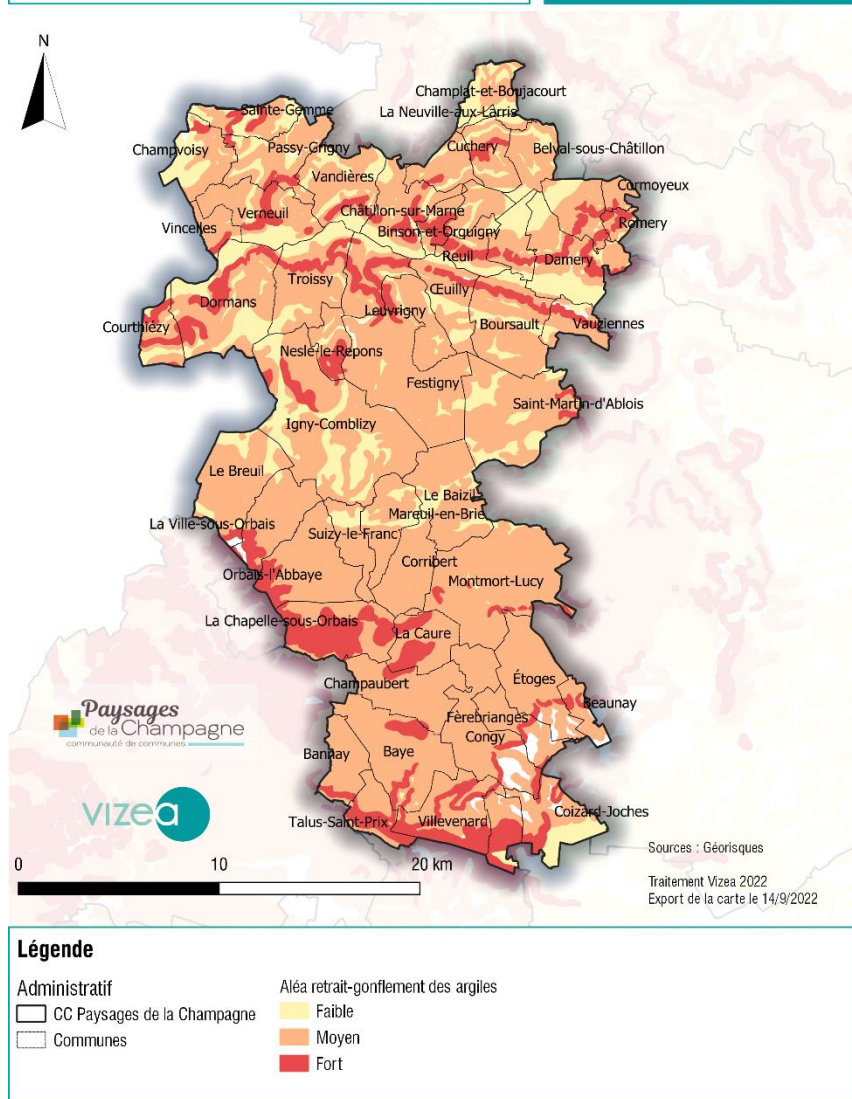 N
Champlat-et-Boujacourt
La Neuville-aux-Larris
Sainte-Gemme
Cuchery
Belval-sous-Châtillon
Champvoisy
Passy-Grigny
Vandières
Cormoyeux
Verneuil
Châtillon-sur-Marne
Romery
Vincelles
Binson-et-Orquigny
Reuil
Damery
Troissy
Œuilly
Dormans
Leuvrigny
Courthiézy
Boursault
Vauciennes
Nesle-le-Repons
Festigny
Saint-Martin-d'Ablois
Igny-Comblizy
Le Breuil
Le Baizil
La Ville-sous-Orbais
Mareuil-en-Brie
Suizy-le-Franc
Corribert
Orbais-l'Abbaye
Montmort-Lucy
La Chapelle-sous-Orbais
La Caure
Étoges
Champaubert
Beaunay
Paysages
de la Champagne
communauté de communes
Fèrebrianges
Congy
Bannay
Baye
vizea
Coizard-Joches
Talus-Saint-Prix
Villevenard
Sources : Géorisques
0 10 20 km
Traitement Vizea 2022
Export de la carte le 14/9/2022
Légende
Administratif
CC Paysages de la Champagne
Communes
Aléa retrait-gonflement des argiles
Faible
Moyen
Fort